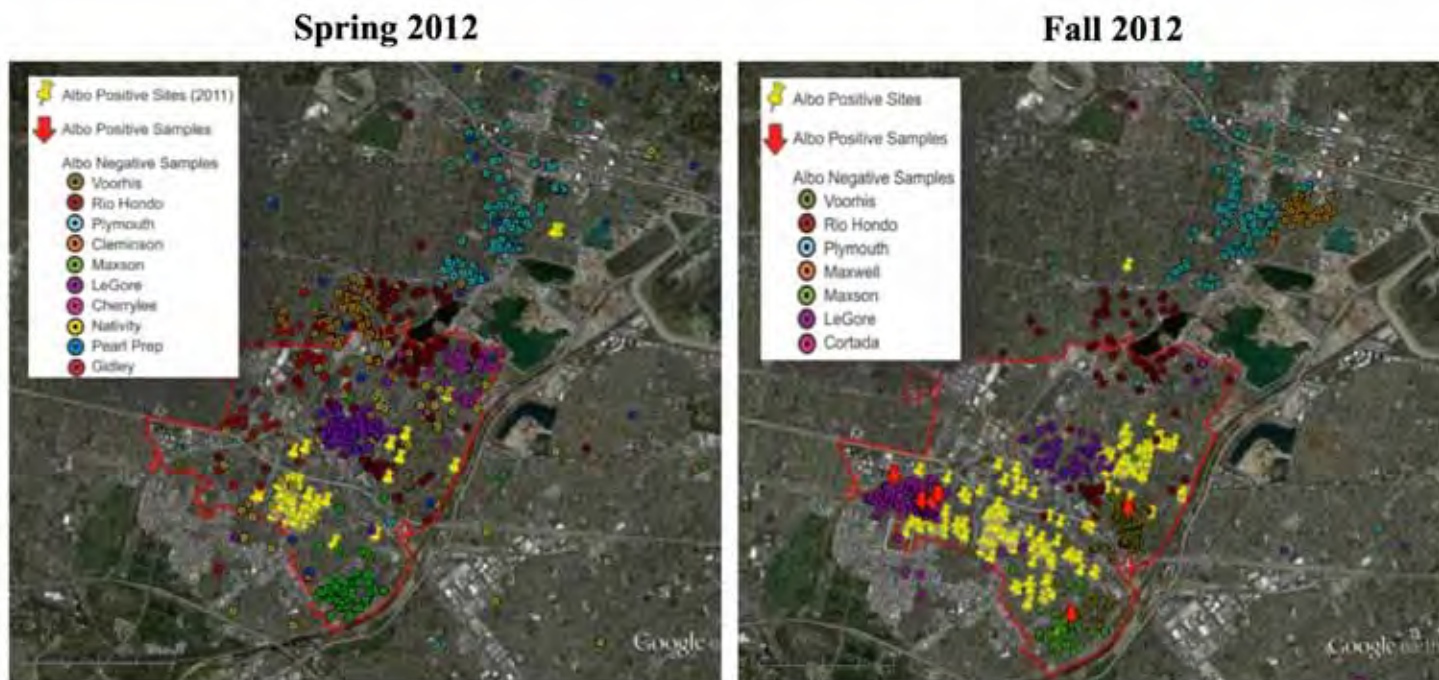 Spring 2012
Albo Positive Sites (2011)
Albo Positive Samples
Albo Negative Samples
Voorhis
Rio Hondo
Plymouth
Cleminson
Maxson
LeGore
Cherrylee
Nativity
Pearl Prep
Gidley
Google earth
Fall 2012
Albo Positive Sites
Albo Positive Samples
Albo Negative Samples
Voorhis
Rio Hondo
Plymouth
Maxwell
Maxson
LeGore
Cortada
Google earth